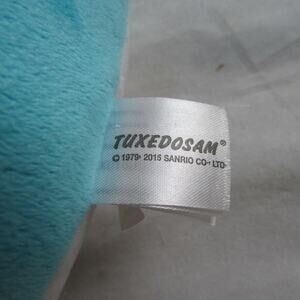 TUXEDOSAM®
© 1979, 2015 SANRIO CO., LTD.